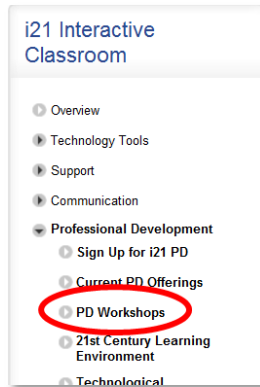 i21 Interactive
Classroom
Overview
Technology Tools
Support
Communication
Professional Development
Sign Up for i21 PD
Current PD Offerings
PD Workshops
21st Century Learning
Environment
Technological